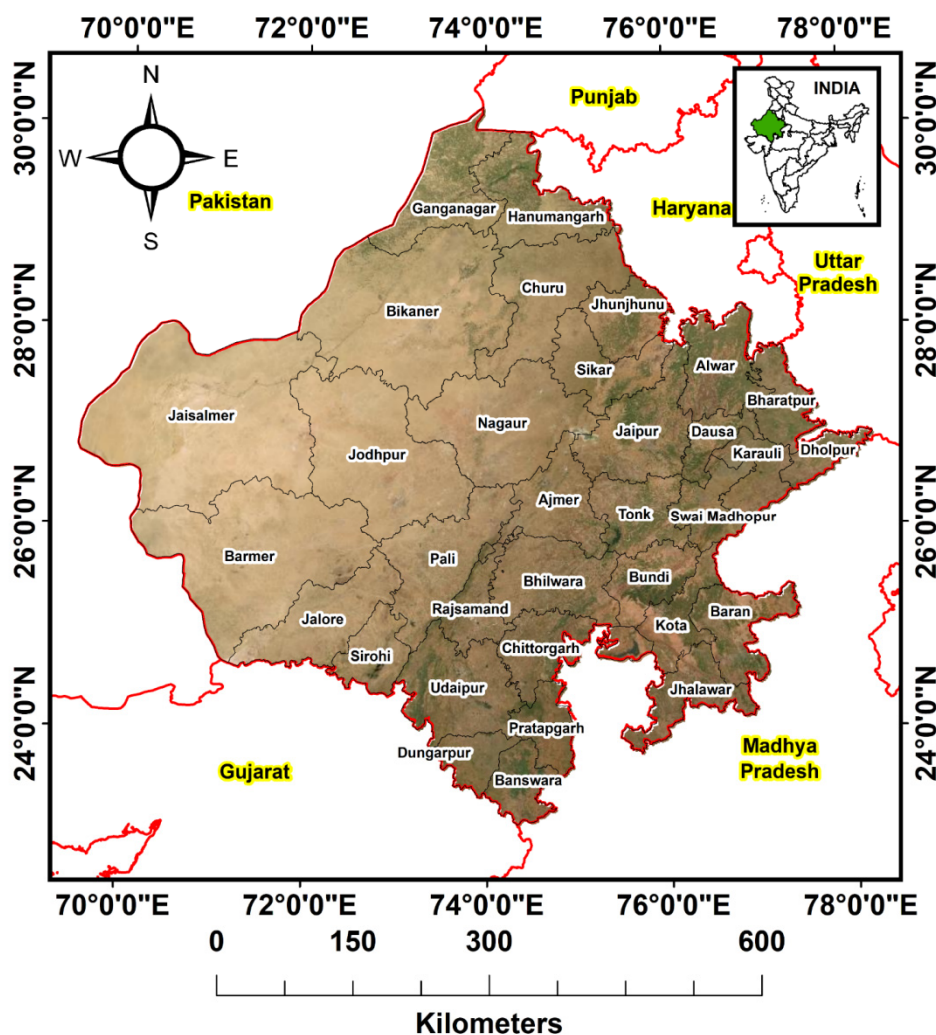 70°0'0"E 72°0'0"E 74°0'0"E 76°0'0"E 78°0'0"E
30°0'0"N
28°0'0"N
26°0'0"N
24°0'0"N
N
W E
S
INDIA
Punjab
Pakistan
Haryana
Uttar
Pradesh
Ganganagar
Hanumangarh
Churu
Bikaner
Jhunjhunu
Sikar
Alwar
Jaisalmer
Bharatpur
Nagaur
Jaipur
Dausa
Jodhpur
Karauli
Dholpur
Ajmer
Tonk
Swai Madhopur
Barmer
Pali
Bhilwara
Bundi
Rajsamand
Baran
Jalore
Kota
Sirohi
Chittorgarh
Udaipur
Jhalawar
Pratapgarh
Dungarpur
Banswara
Gujarat
Madhya
Pradesh
30°0'0"N
28°0'0"N
26°0'0"N
24°0'0"N
70°0'0"E 72°0'0"E 74°0'0"E 76°0'0"E 78°0'0"E
0 150 300 600
Kilometers